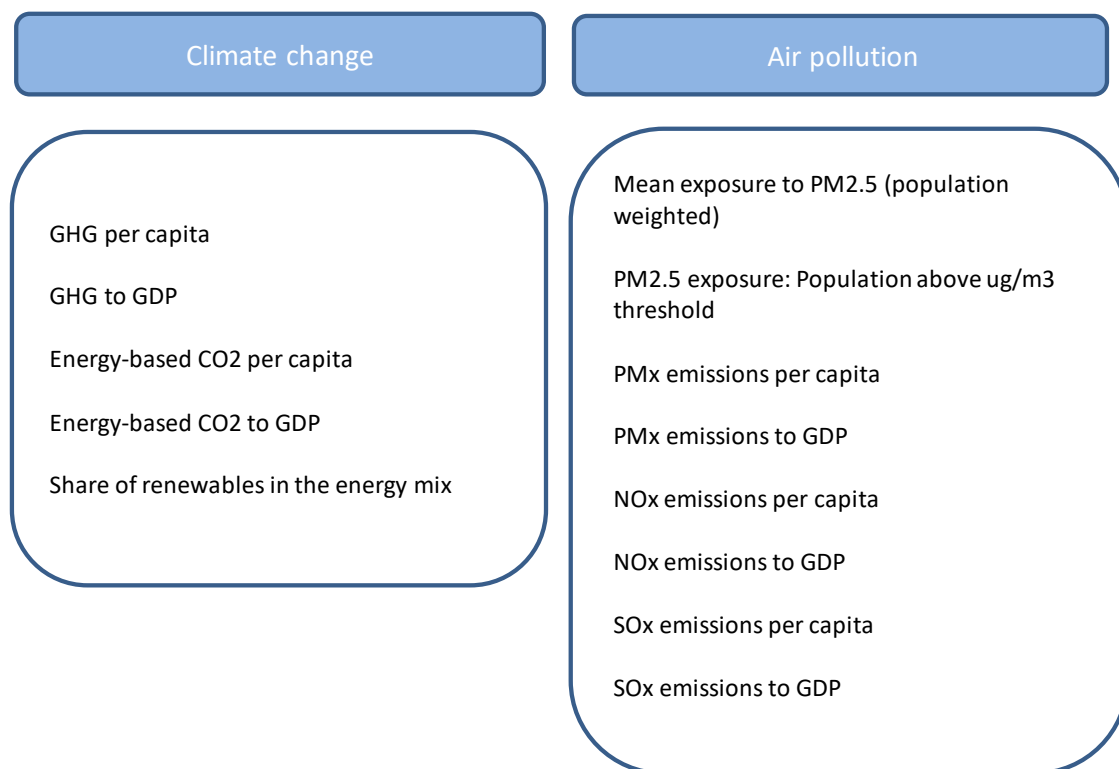 Climate change
GHG per capita
GHG to GDP
Energy-based CO2 per capita
Energy-based CO2 to GDP
Share of renewables in the energy mix
Air pollution
Mean exposure to PM2.5 (population
weighted)
PM2.5 exposure: Population above ug/m3
threshold
PMx emissions per capita
PMx emissions to GDP
NOx emissions per capita
NOx emissions to GDP
SOx emissions per capita
SOx emissions to GDP